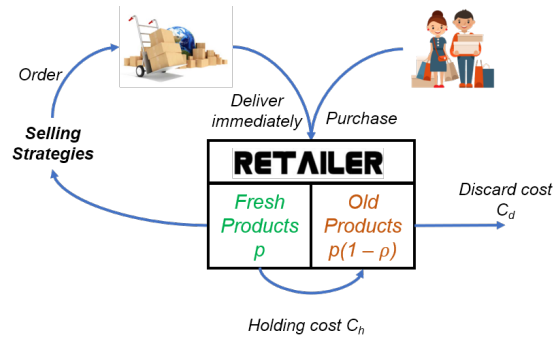 Order
Deliver
immediately
Purchase
Selling
Strategies
RETAILER
Fresh
Products
p
Old
Products
p(1 – ρ)
Discard cost
C_d
Holding cost C_h